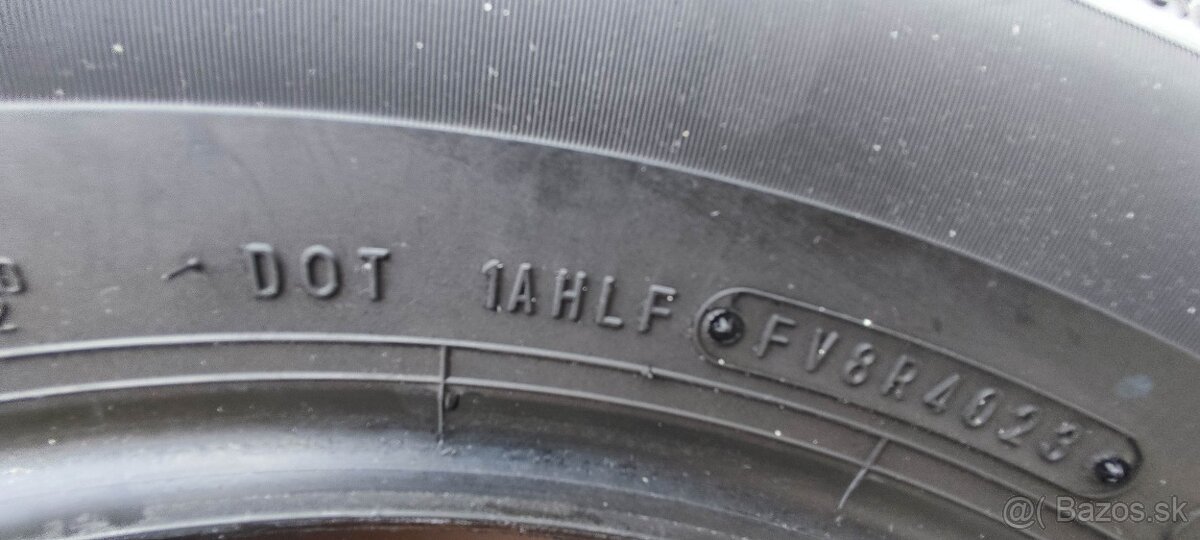 DOT 1AHLF FV8R4023
@ Bazos.sk